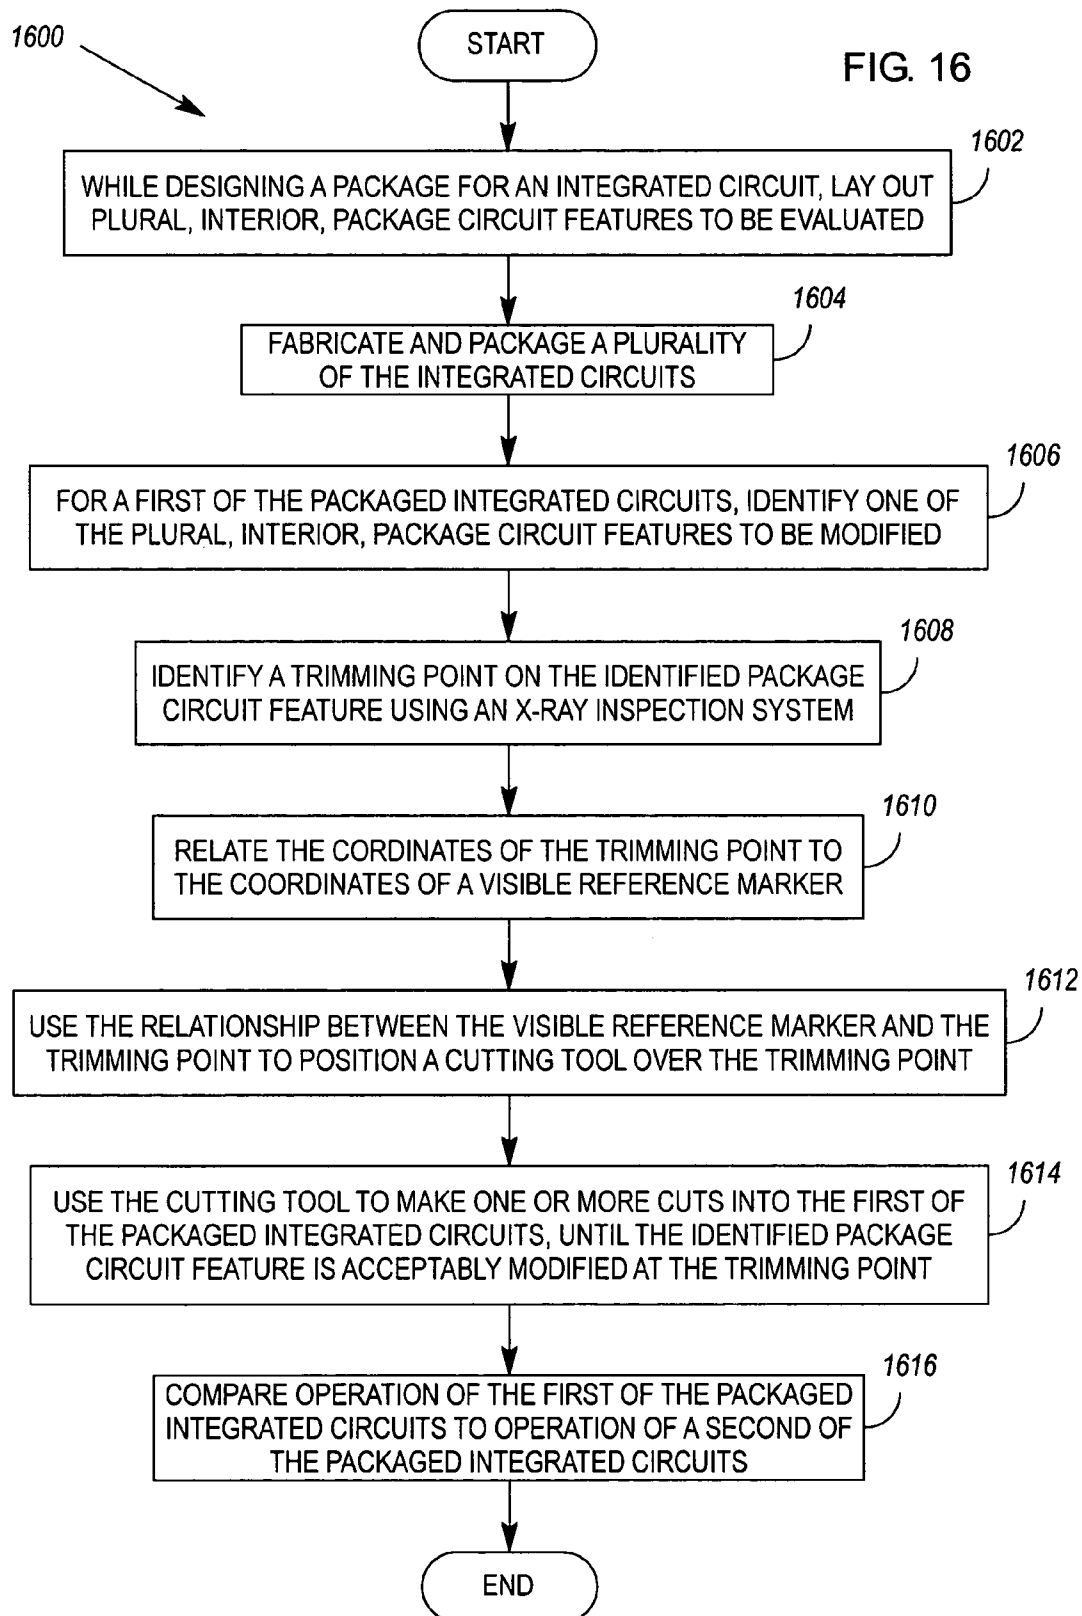 1600
START
FIG. 16
1602
WHILE DESIGNING A PACKAGE FOR AN INTEGRATED CIRCUIT, LAY OUT
PLURAL, INTERIOR, PACKAGE CIRCUIT FEATURES TO BE EVALUATED
1604
FABRICATE AND PACKAGE A PLURALITY
OF THE INTEGRATED CIRCUITS
1606
FOR A FIRST OF THE PACKAGED INTEGRATED CIRCUITS, IDENTIFY ONE OF
THE PLURAL, INTERIOR, PACKAGE CIRCUIT FEATURES TO BE MODIFIED
1608
IDENTIFY A TRIMMING POINT ON THE IDENTIFIED PACKAGE
CIRCUIT FEATURE USING AN X-RAY INSPECTION SYSTEM
1610
RELATE THE CORDINATES OF THE TRIMMING POINT TO
THE COORDINATES OF A VISIBLE REFERENCE MARKER
1612
USE THE RELATIONSHIP BETWEEN THE VISIBLE REFERENCE MARKER AND THE
TRIMMING POINT TO POSITION A CUTTING TOOL OVER THE TRIMMING POINT
1614
USE THE CUTTING TOOL TO MAKE ONE OR MORE CUTS INTO THE FIRST OF
THE PACKAGED INTEGRATED CIRCUITS, UNTIL THE IDENTIFIED PACKAGE
CIRCUIT FEATURE IS ACCEPTABLY MODIFIED AT THE TRIMMING POINT
1616
COMPARE OPERATION OF THE FIRST OF THE PACKAGED
INTEGRATED CIRCUITS TO OPERATION OF A SECOND OF
THE PACKAGED INTEGRATED CIRCUITS
END